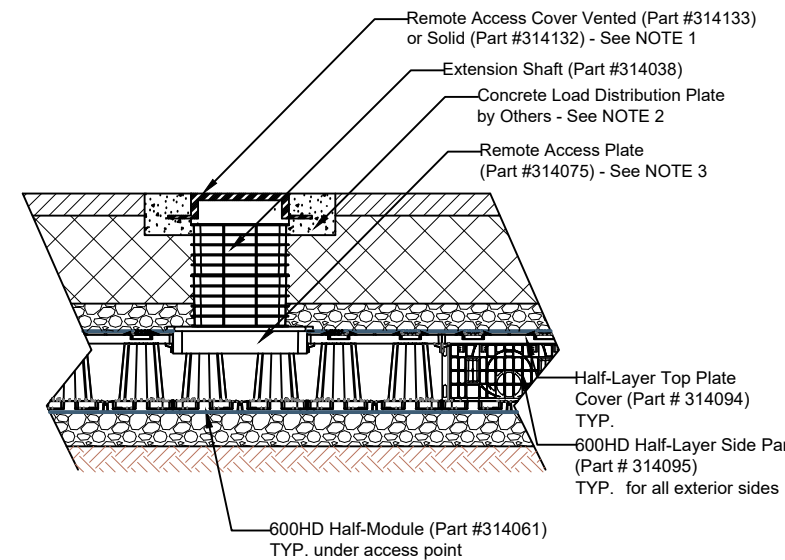 Remote Access Cover Vented (Part #314133)
or Solid (Part #314132) - See NOTE 1
Extension Shaft (Part #314038)
Concrete Load Distribution Plate
by Others - See NOTE 2
Remote Access Plate
(Part #314075) - See NOTE 3
Half-Layer Top Plate
Cover (Part # 314094)
TYP.
600HD Half-Layer Side Pan
(Part # 314095)
TYP. for all exterior sides
600HD Half-Module (Part #314061)
TYP. under access point